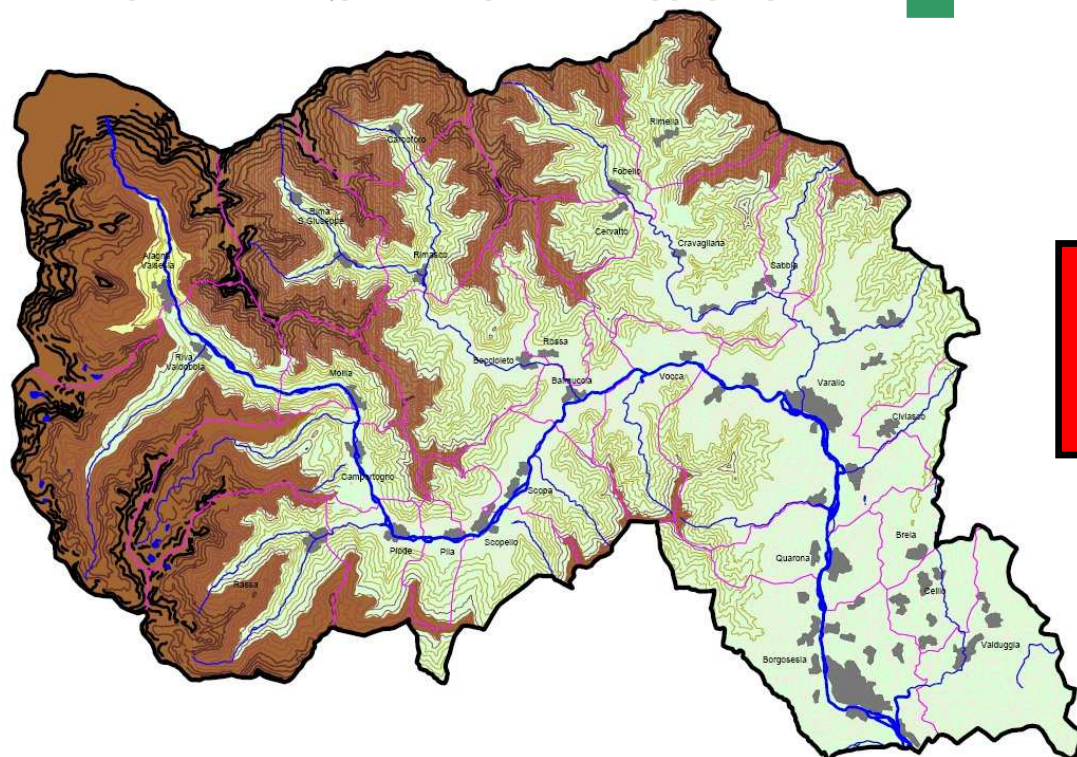 Rimella
Carcoforo
Fobello
Rima
S.Giuseppe
Cervatto
Cravagliana
Alagna
Valsesia
Rimasco
Sabbia
Rossa
Boccioleto
Riva
Valdobbia
Vocca
Mollia
Balmuccia
Varallo
Civiasco
Campertogno
Scopa
Scopello
Piode
Pila
Breia
Quarona
Rassa
Cellio
Valduggia
Borgosesia